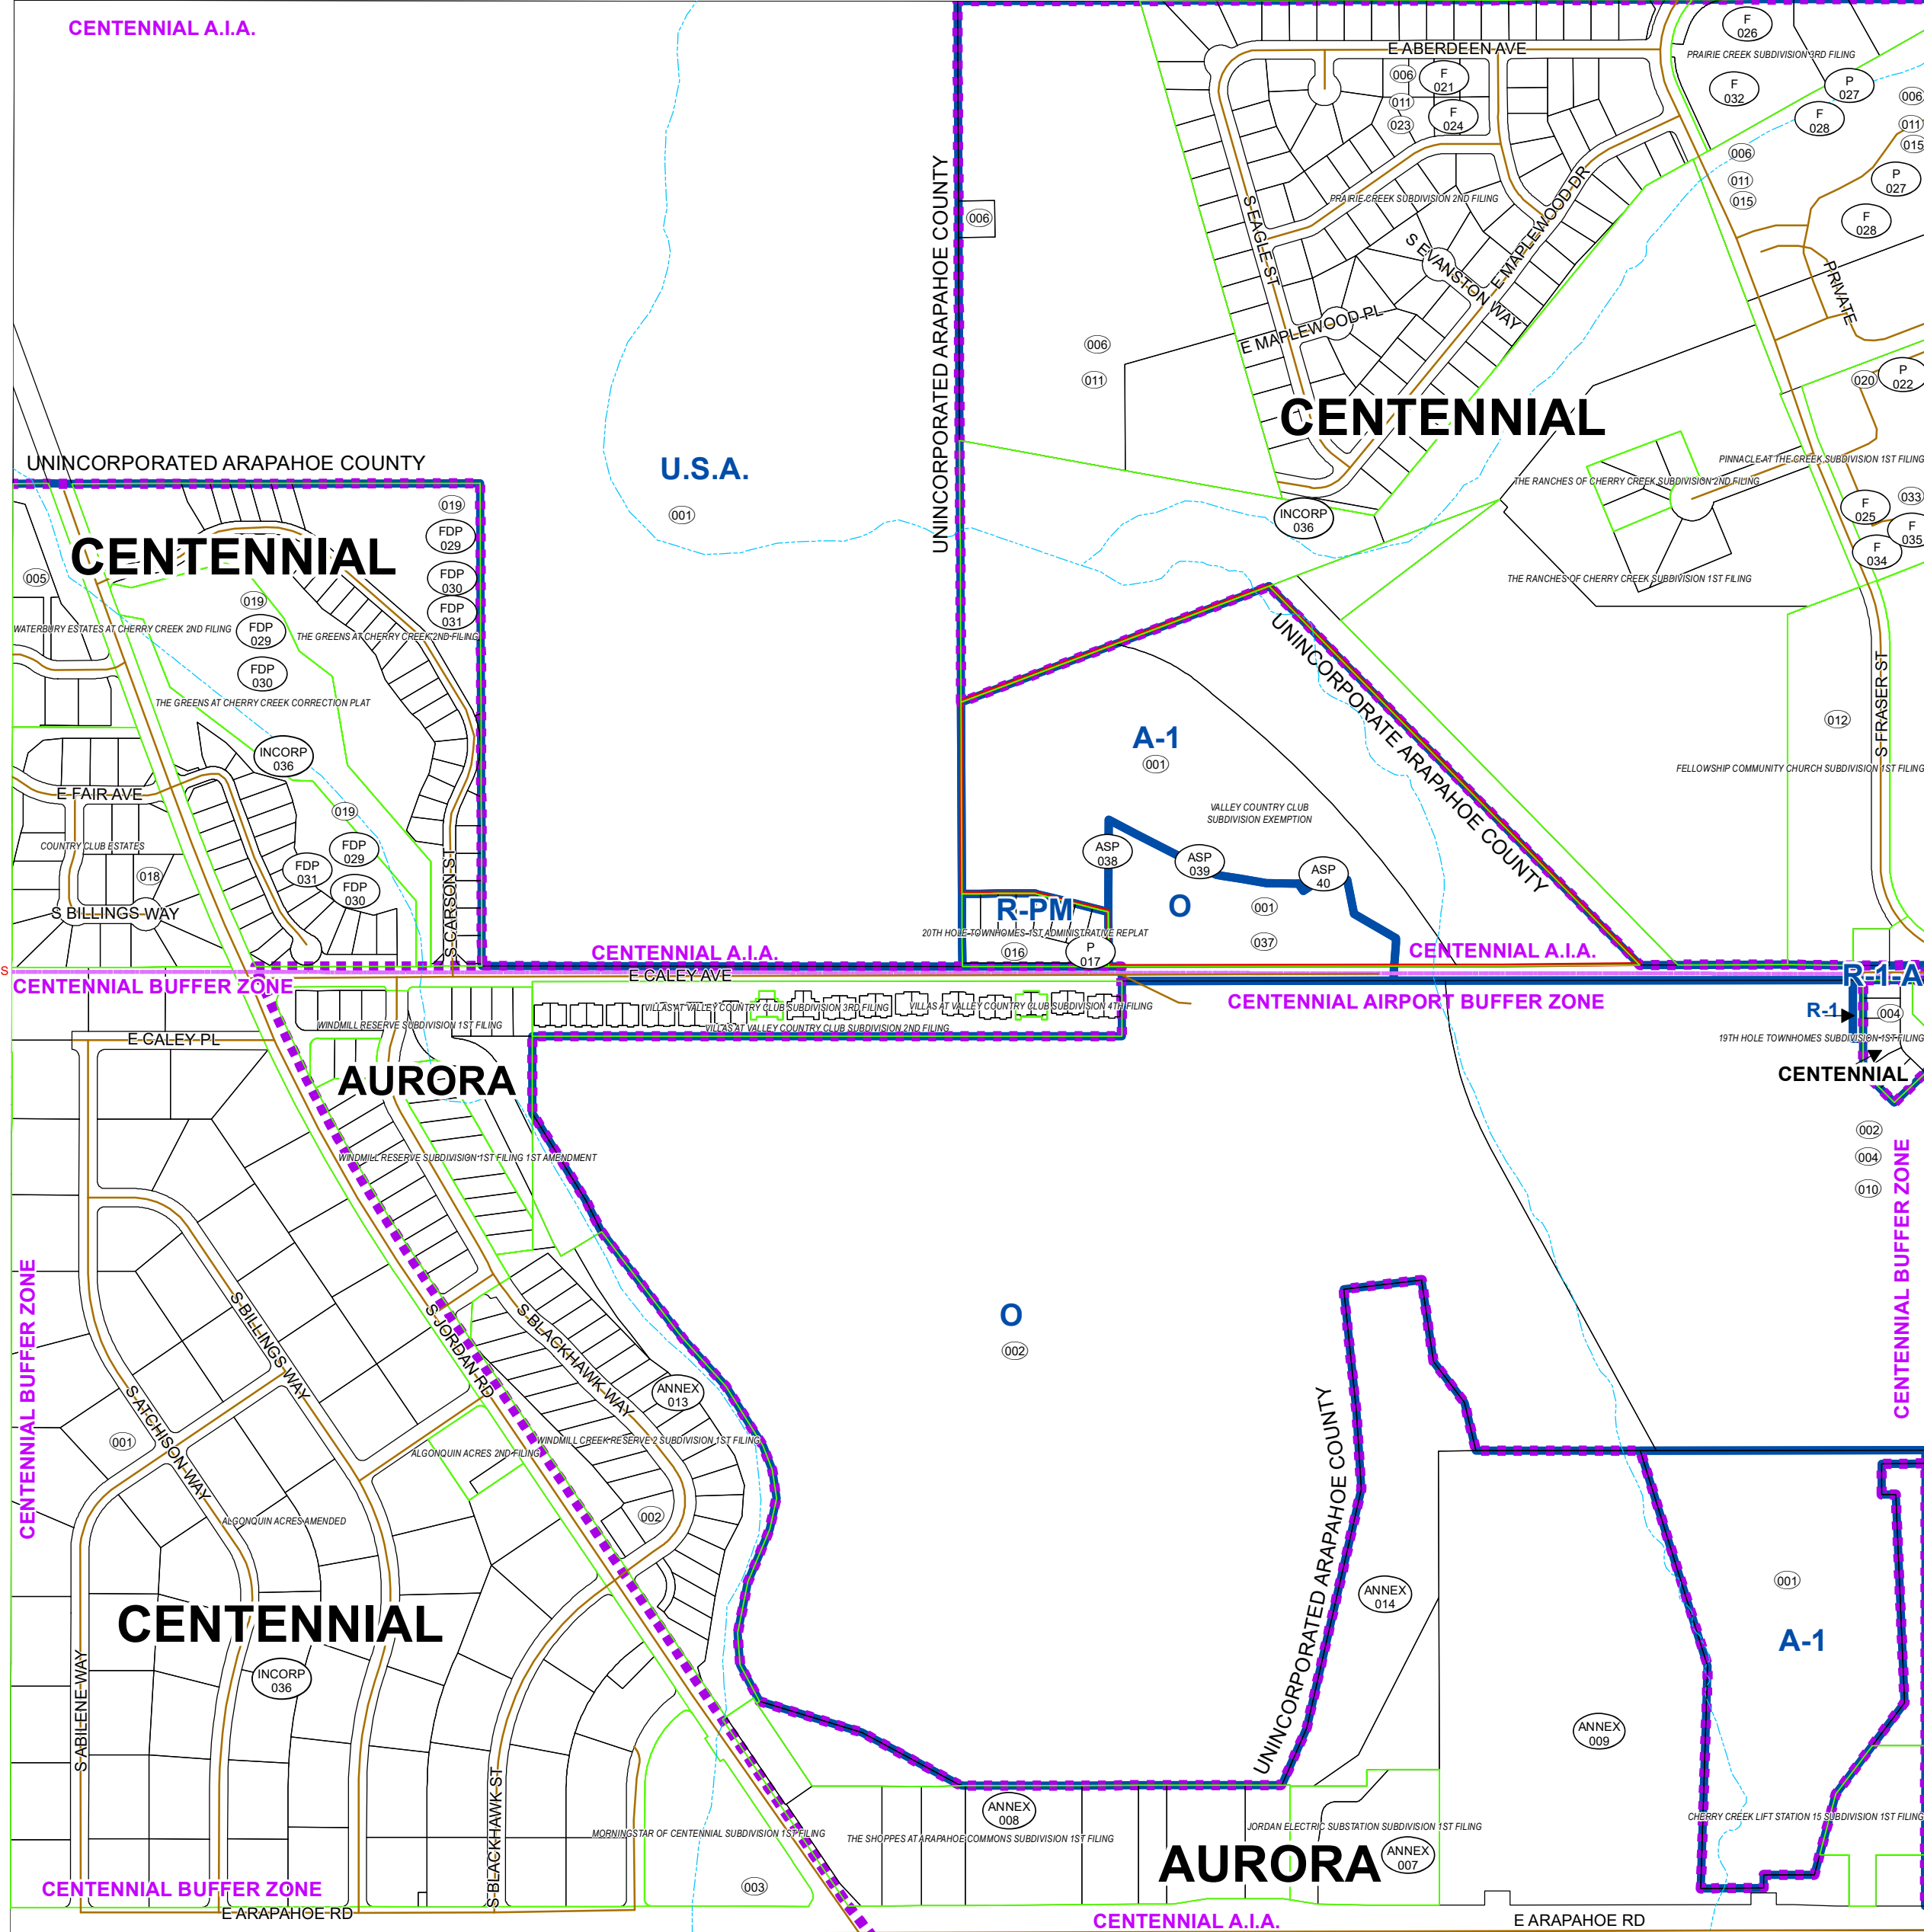 CENTENNIAL A.I.A.
E ABERDEEN AVE
F
026
PRAIRIE CREEK SUBDIVISION 3RD FILING
006
F
021
F
032
P
027
006
011
F
024
F
028
023
011
015
006
UNINCORPORATED ARAPAHOE COUNTY
011
P
027
015
PRAIRIE CREEK SUBDIVISION 2ND FILING
E MAPLEWOOD DR
S EAGLE ST
006
F
028
S EVANSTON WAY
PRIVATE
E MAPLEWOOD PL
006
011
020
P
022
CENTENNIAL
UNINCORPORATED ARAPAHOE COUNTY
U.S.A.
001
PINNACLE AT THE CREEK SUBDIVISION 1ST FILING
THE RANCHES OF CHERRY CREEK SUBDIVISION 2ND FILING
033
019
F
025
INCORP
036
FDP
029
F
035
CENTENNIAL
F
034
005
FDP
030
THE RANCHES OF CHERRY CREEK SUBDIVISION 1ST FILING
019
FDP
031
WATERBURY ESTATES AT CHERRY CREEK 2ND FILING
FDP
029
THE GREENS AT CHERRY CREEK 2ND FILING
UNINCORPORATE ARAPAHOE COUNTY
FDP
030
THE GREENS AT CHERRY CREEK CORRECTION PLAT
S FRASER ST
012
INCORP
036
A-1
001
FELLOWSHIP COMMUNITY CHURCH SUBDIVISION 1ST FILING
E FAIR AVE
019
VALLEY COUNTRY CLUB
SUBDIVISION EXEMPTION
COUNTRY CLUB ESTATES
FDP
029
ASP
038
ASP
039
ASP
40
018
FDP
031
FDP
030
S CARSON ST
R-PM
O
001
S BILLINGS WAY
20TH HOLE TOWNHOMES 1ST ADMINISTRATIVE REPLAT
037
016
P
017
CENTENNIAL A.I.A.
CENTENNIAL A.I.A.
S
E CALEY AVE
R-1-A
CENTENNIAL BUFFER ZONE
CENTENNIAL AIRPORT BUFFER ZONE
VILLAS AT VALLEY COUNTRY CLUB SUBDIVISION 3RD FILING
VILLAS AT VALLEY COUNTRY CLUB SUBDIVISION 4TH FILING
R-1
004
WINDMILL RESERVE SUBDIVISION 1ST FILING
VILLAS AT VALLEY COUNTRY CLUB SUBDIVISION 2ND FILING
E CALEY PL
19TH HOLE TOWNHOMES SUBDIVISION 1ST FILING
AURORA
CENTENNIAL
002
004
WINDMILL RESERVE SUBDIVISION 1ST FILING 1ST AMENDMENT
010
CENTENNIAL BUFFER ZONE
CENTENNIAL BUFFER ZONE
S BILLINGS WAY
S JORDAN RD
S BLACKHAWK WAY
O
002
S ATCHISON WAY
ANNEX
013
001
WINDMILL CREEK RESERVE 2 SUBDIVISION 1ST FILING
ALGONQUIN ACRES 2ND FILING
UNINCORPORATED ARAPAHOE COUNTY
ALGONQUIN ACRES AMENDED
002
ANNEX
014
001
CENTENNIAL
A-1
INCORP
036
S ABILENE WAY
ANNEX
009
S BLACKHAWK ST
ANNEX
008
CHERRY CREEK LIFT STATION 15 SUBDIVISION 1ST FILING
JORDAN ELECTRIC SUBSTATION SUBDIVISION 1ST FILING
MORNINGSTAR OF CENTENNIAL SUBDIVISION 1ST FILING
THE SHOPPES AT ARAPAHOE COMMONS SUBDIVISION 1ST FILING
AURORA
ANNEX
007
003
CENTENNIAL BUFFER ZONE
E ARAPAHOE RD
CENTENNIAL A.I.A.
E ARAPAHOE RD